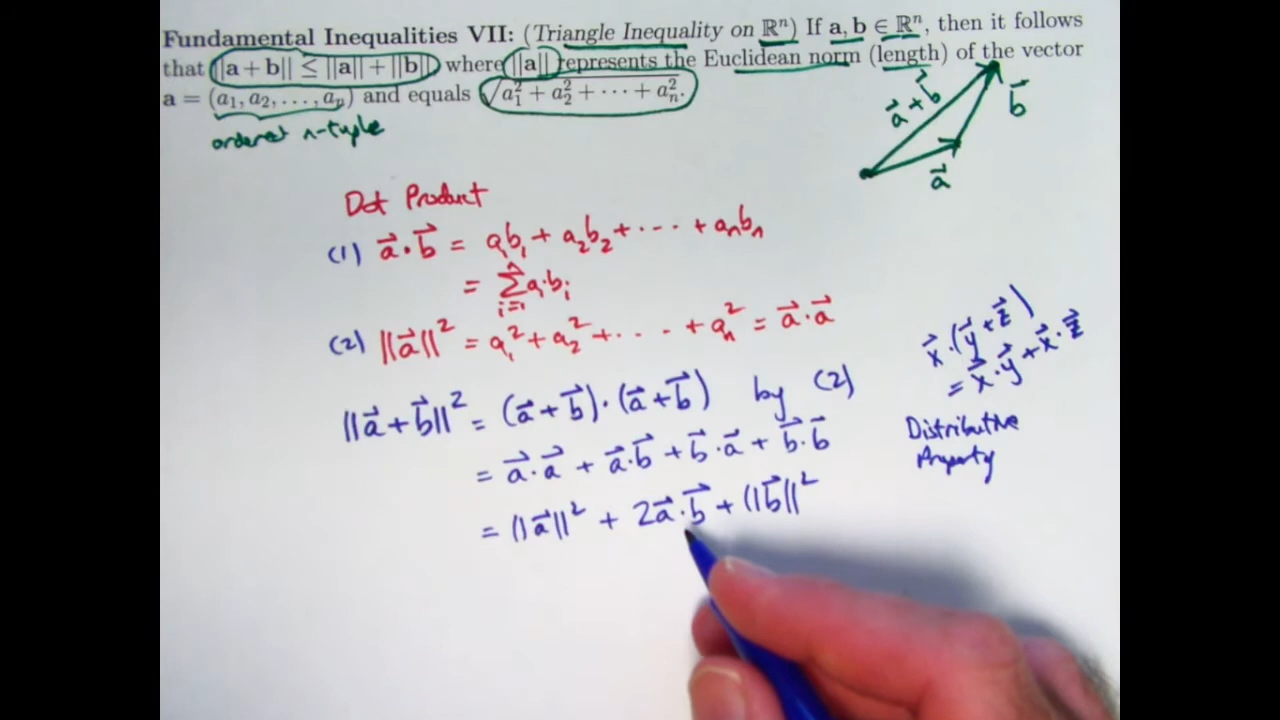 Fundamental Inequalities VII: (Triangle Inequality on ℝⁿ) If a, b ∈ ℝⁿ, then it follows
that ||a + b|| ≤ ||a|| + ||b|| where ||a|| represents the Euclidean norm (length) of the vector
a = (a₁, a₂, . . . , aₙ) and equals √(a₁² + a₂² + ··· + aₙ²).
ordered n-tuple
a⃗ + b⃗
b⃗
a⃗
Dot Product
(1) a⃗ · b⃗ = a₁b₁ + a₂b₂ + ··· + aₙbₙ
= ∑ⁿᵢ₌₁ aᵢbᵢ
(2) ||a⃗||² = a₁² + a₂² + ··· + aₙ² = a⃗ · a⃗
||a⃗ + b⃗||² = (a⃗ + b⃗) · (a⃗ + b⃗) by (2)
= a⃗ · a⃗ + a⃗ · b⃗ + b⃗ · a⃗ + b⃗ · b⃗
= ||a⃗||² + 2a⃗ · b⃗ + ||b⃗||²
x⃗ · (y⃗ + z⃗)
= x⃗ · y⃗ + x⃗ · z⃗
Distributive
Property